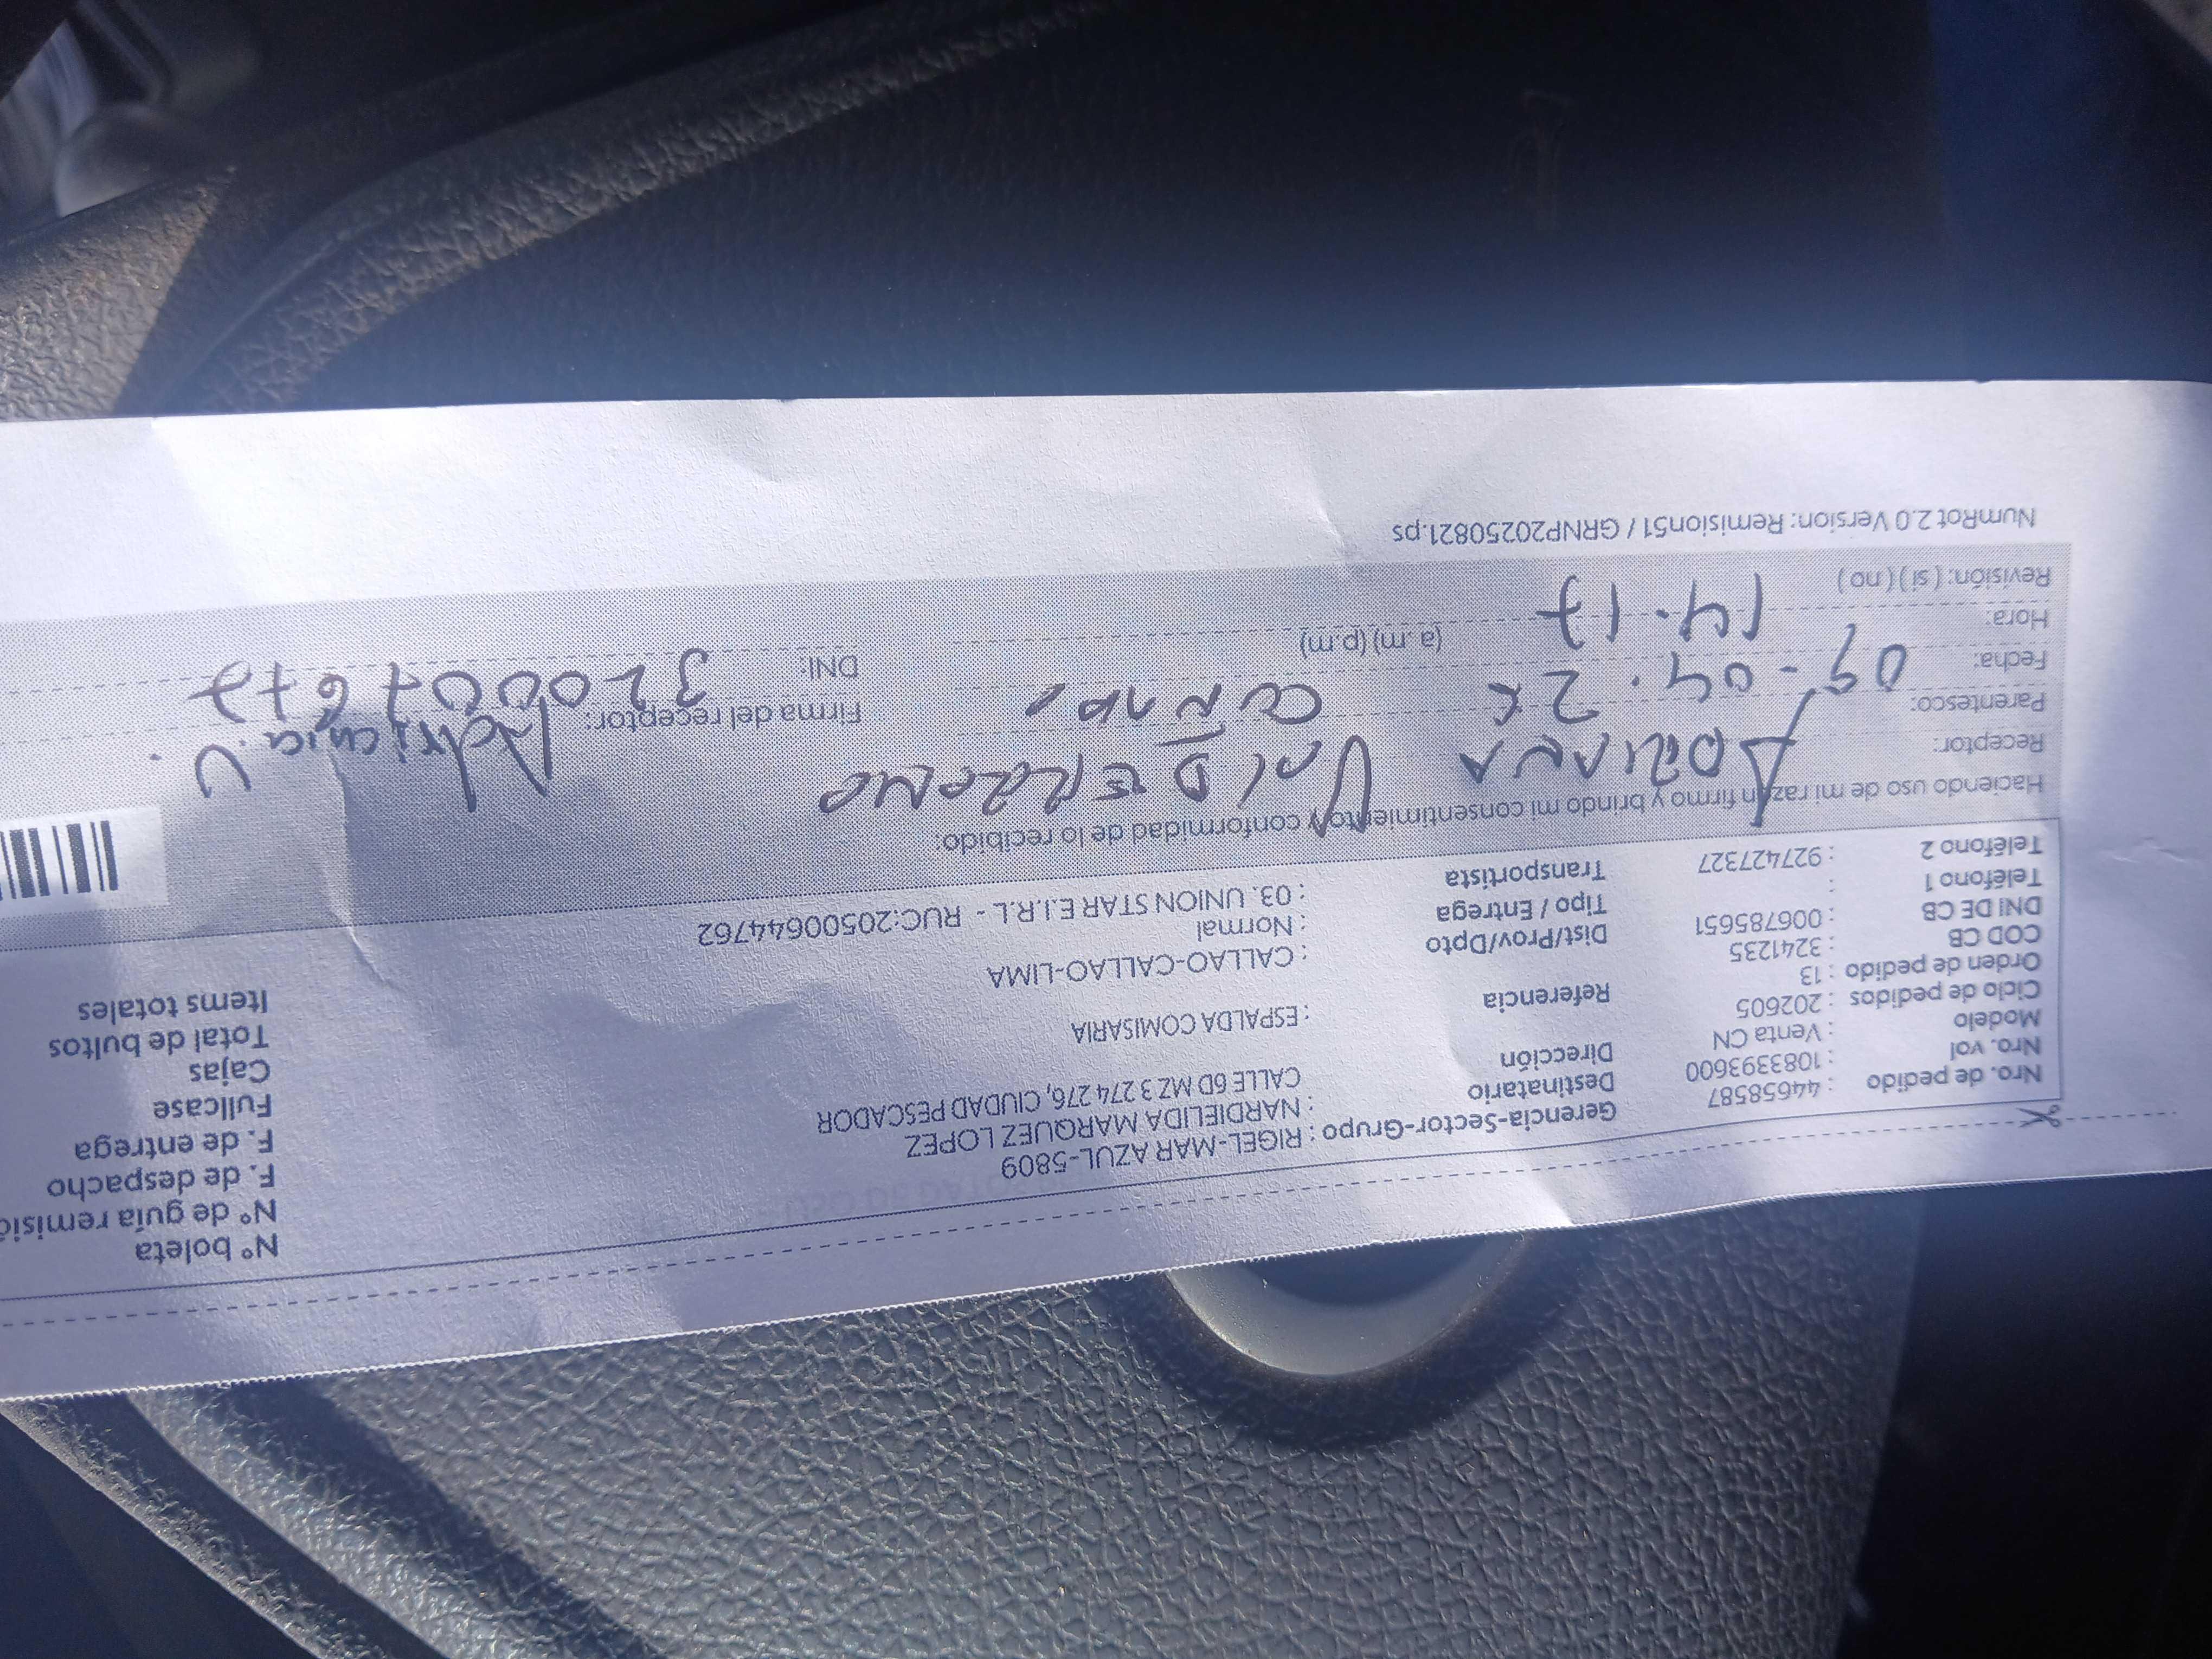 Nº boleta
Nº de guía remisió
F. de despacho
F. de entrega
Fullcase
Cajas
Total de bultos
Items totales
Nro. de pedido : 44658587
Nro. vol : 1083393600
Modelo : Venta CN
Ciclo de pedidos : 202605
Orden de pedido : 13
COD CB : 3241235
DNI DE CB : 006785651
Teléfono 1 :
Teléfono 2 : 927427327
Gerencia-Sector-Grupo : RIGEL-MAR AZUL-5809
Destinatario : NARDIELIDA MARQUEZ LOPEZ
Dirección CALLE 6D MZ 3 274 276, CIUDAD PESCADOR
Referencia : ESPALDA COMISARIA
Dist/Prov/Dpto : CALLAO-CALLAO-LIMA
Tipo / Entrega : Normal
Transportista : 03. UNION STAR E.I.R.L - RUC:20500644762
Haciendo uso de mi razón firmo y brindo mi consentimiento y conformidad de lo recibido:
Receptor: ADRIANA
Parentesco:
Fecha: 09-04.26
Hora: 14.17 (a.m) (p.m)
Revisión: ( si ) ( no )
Firma del receptor: Adriana.V.
DNI:
NumRot 2.0 Version: Remision51 / GRNP20250821.ps